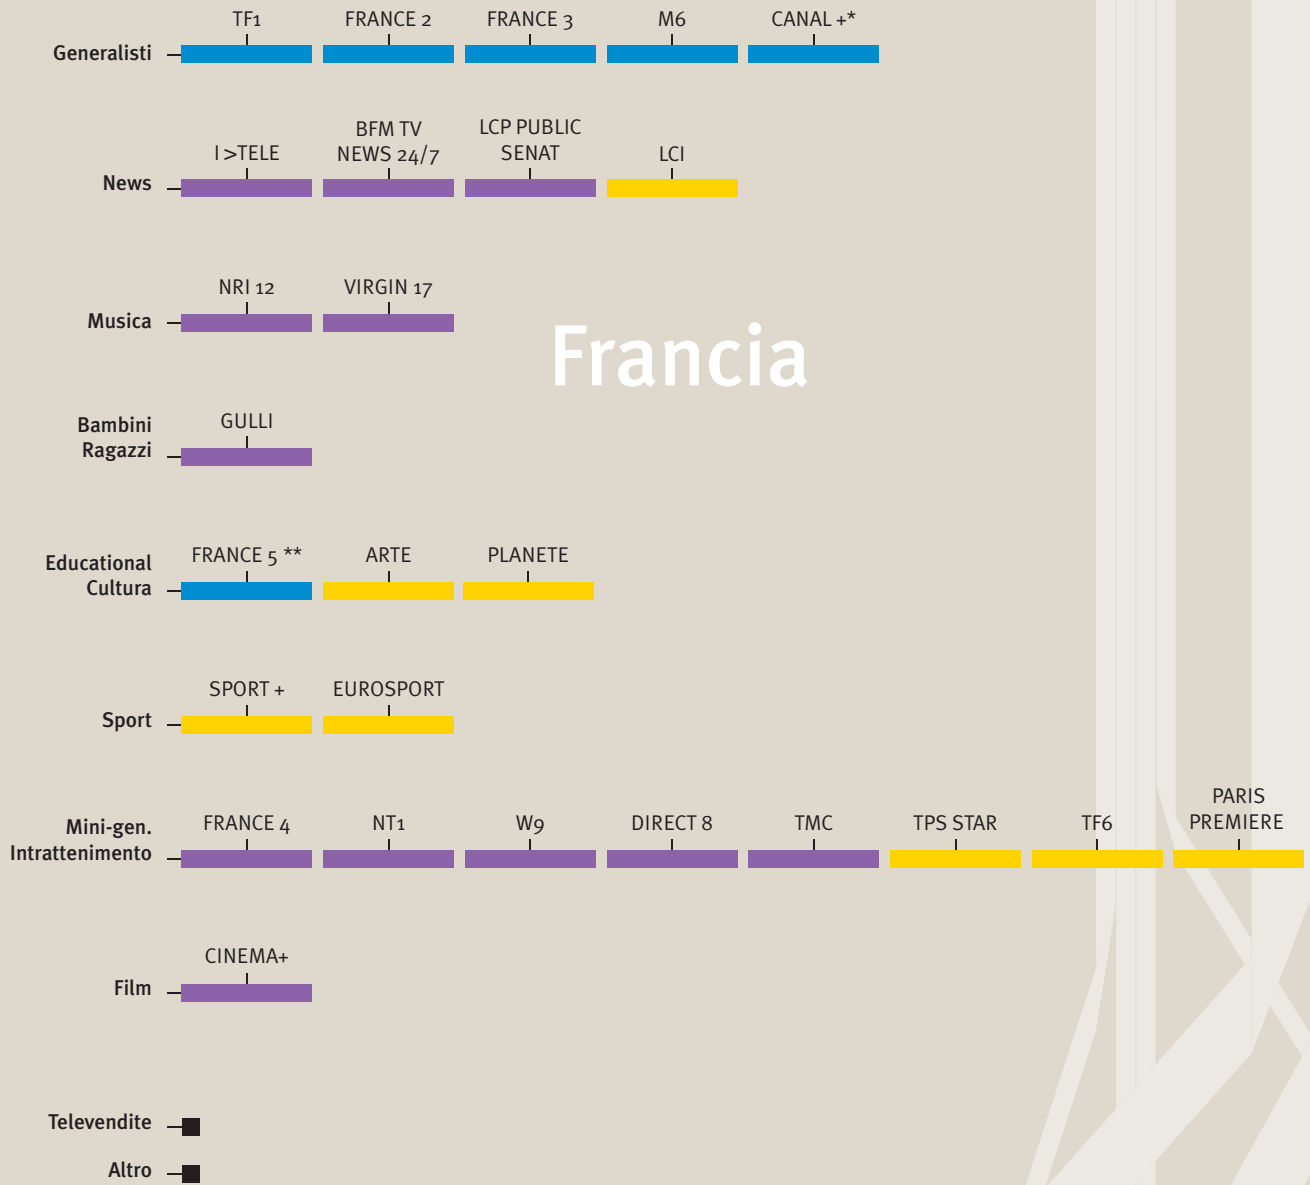 TF1 FRANCE 2 FRANCE 3 M6 CANAL +*
Generalisti
BFM TV LCP PUBLIC
I >TELE NEWS 24/7 SENAT LCI
News
NRI 12 VIRGIN 17
Musica
Francia
Bambini GULLI
Ragazzi
FRANCE 5 ** ARTE PLANETE
Educational
Cultura
SPORT + EUROSPORT
Sport
PARIS
Mini-gen. FRANCE 4 NT1 W9 DIRECT 8 TMC TPS STAR TF6 PREMIERE
Intrattenimento
CINEMA+
Film
Televendite
Altro